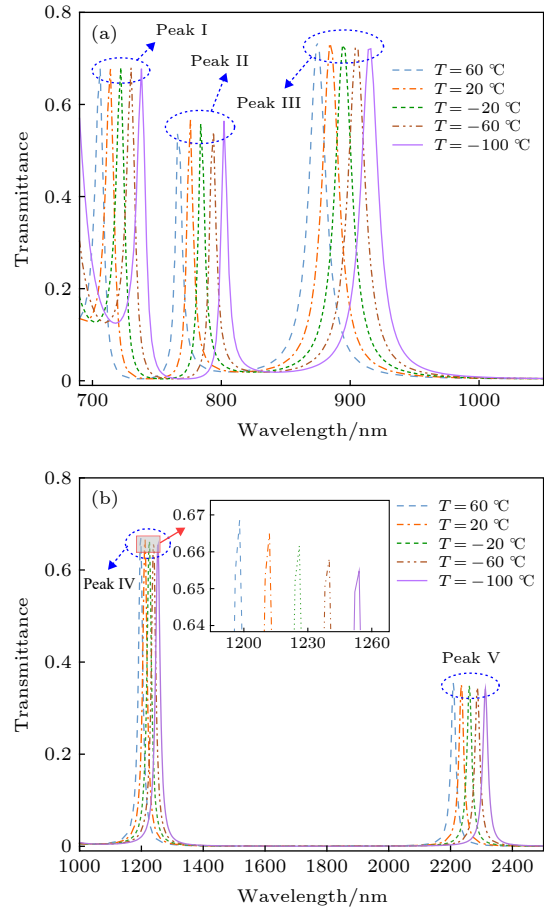 0.8
(a)
Peak I
Peak II
Peak III
T = 60 ℃
T = 20 ℃
T = −20 ℃
T = −60 ℃
T = −100 ℃
0.6
0.4
0.2
0
Transmittance
700
800
900
1000
Wavelength/nm
0.8
(b)
0.67
0.66
0.65
0.64
1200
1220
1240
1260
T = 60 ℃
T = 20 ℃
T = −20 ℃
T = −60 ℃
T = −100 ℃
Peak IV
Peak V
0.6
0.4
0.2
0
Transmittance
1000
1200
1400
1600
1800
2000
2200
2400
Wavelength/nm